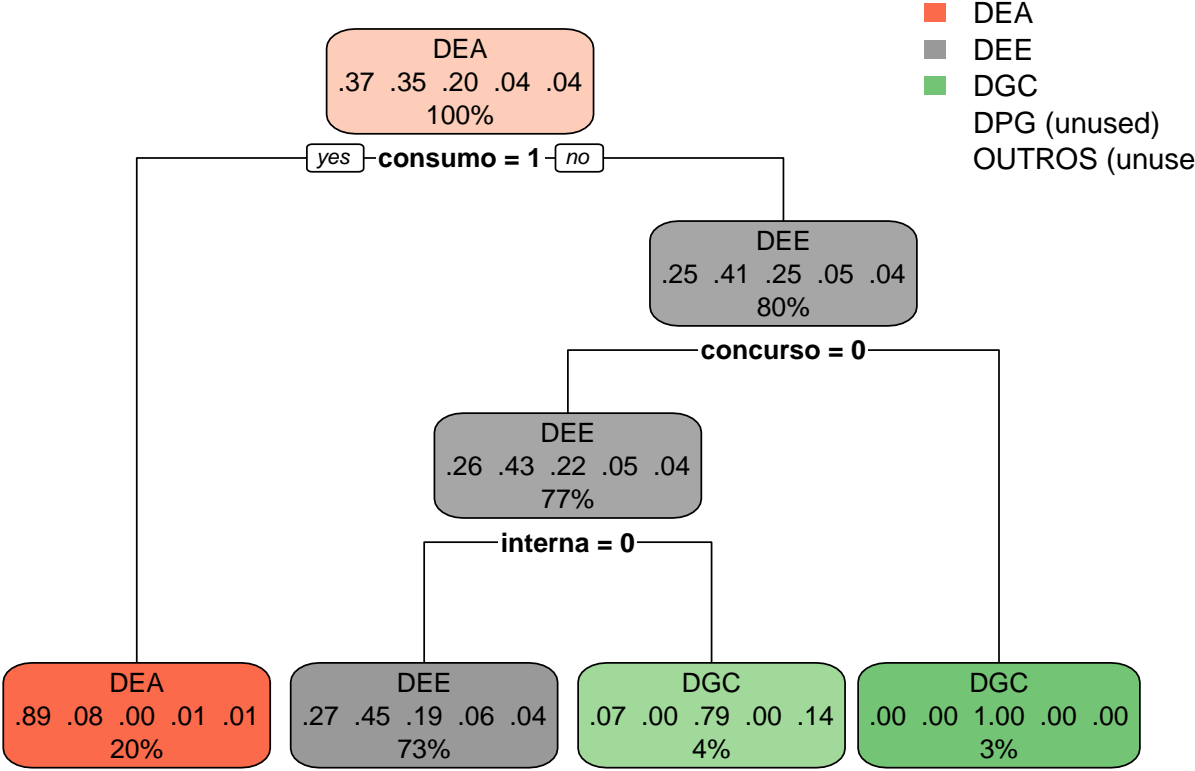 DEA
DEE
DGC
DPG (unused)
OUTROS (unuse
DEA
.37 .35 .20 .04 .04
100%
yes consumo = 1 no
DEE
.25 .41 .25 .05 .04
80%
concurso = 0
DEE
.26 .43 .22 .05 .04
77%
interna = 0
DEA
.89 .08 .00 .01 .01
20%
DEE
.27 .45 .19 .06 .04
73%
DGC
.07 .00 .79 .00 .14
4%
DGC
.00 .00 1.00 .00 .00
3%